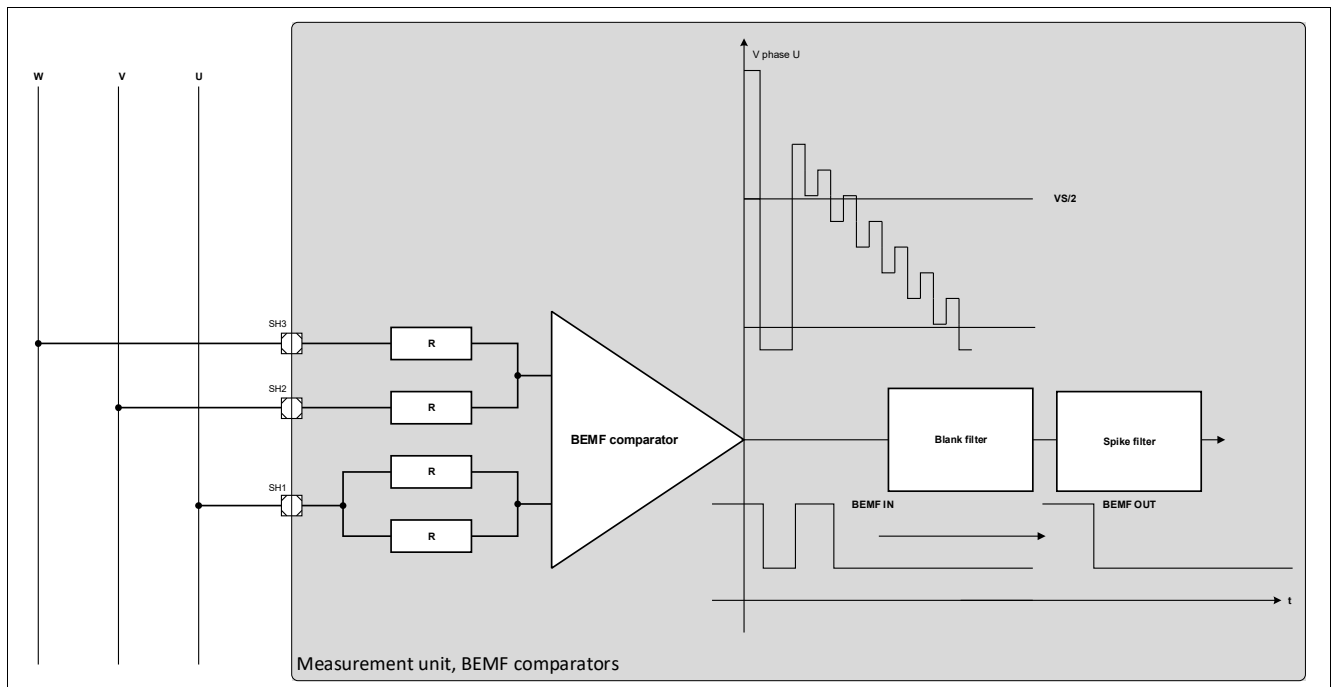 V phase U
W
V
U
VS/2
SH3
R
SH2
R
BEMF comparator
Blank filter
Spike filter
R
SH1
BEMF IN
BEMF OUT
R
t
Measurement unit, BEMF comparators